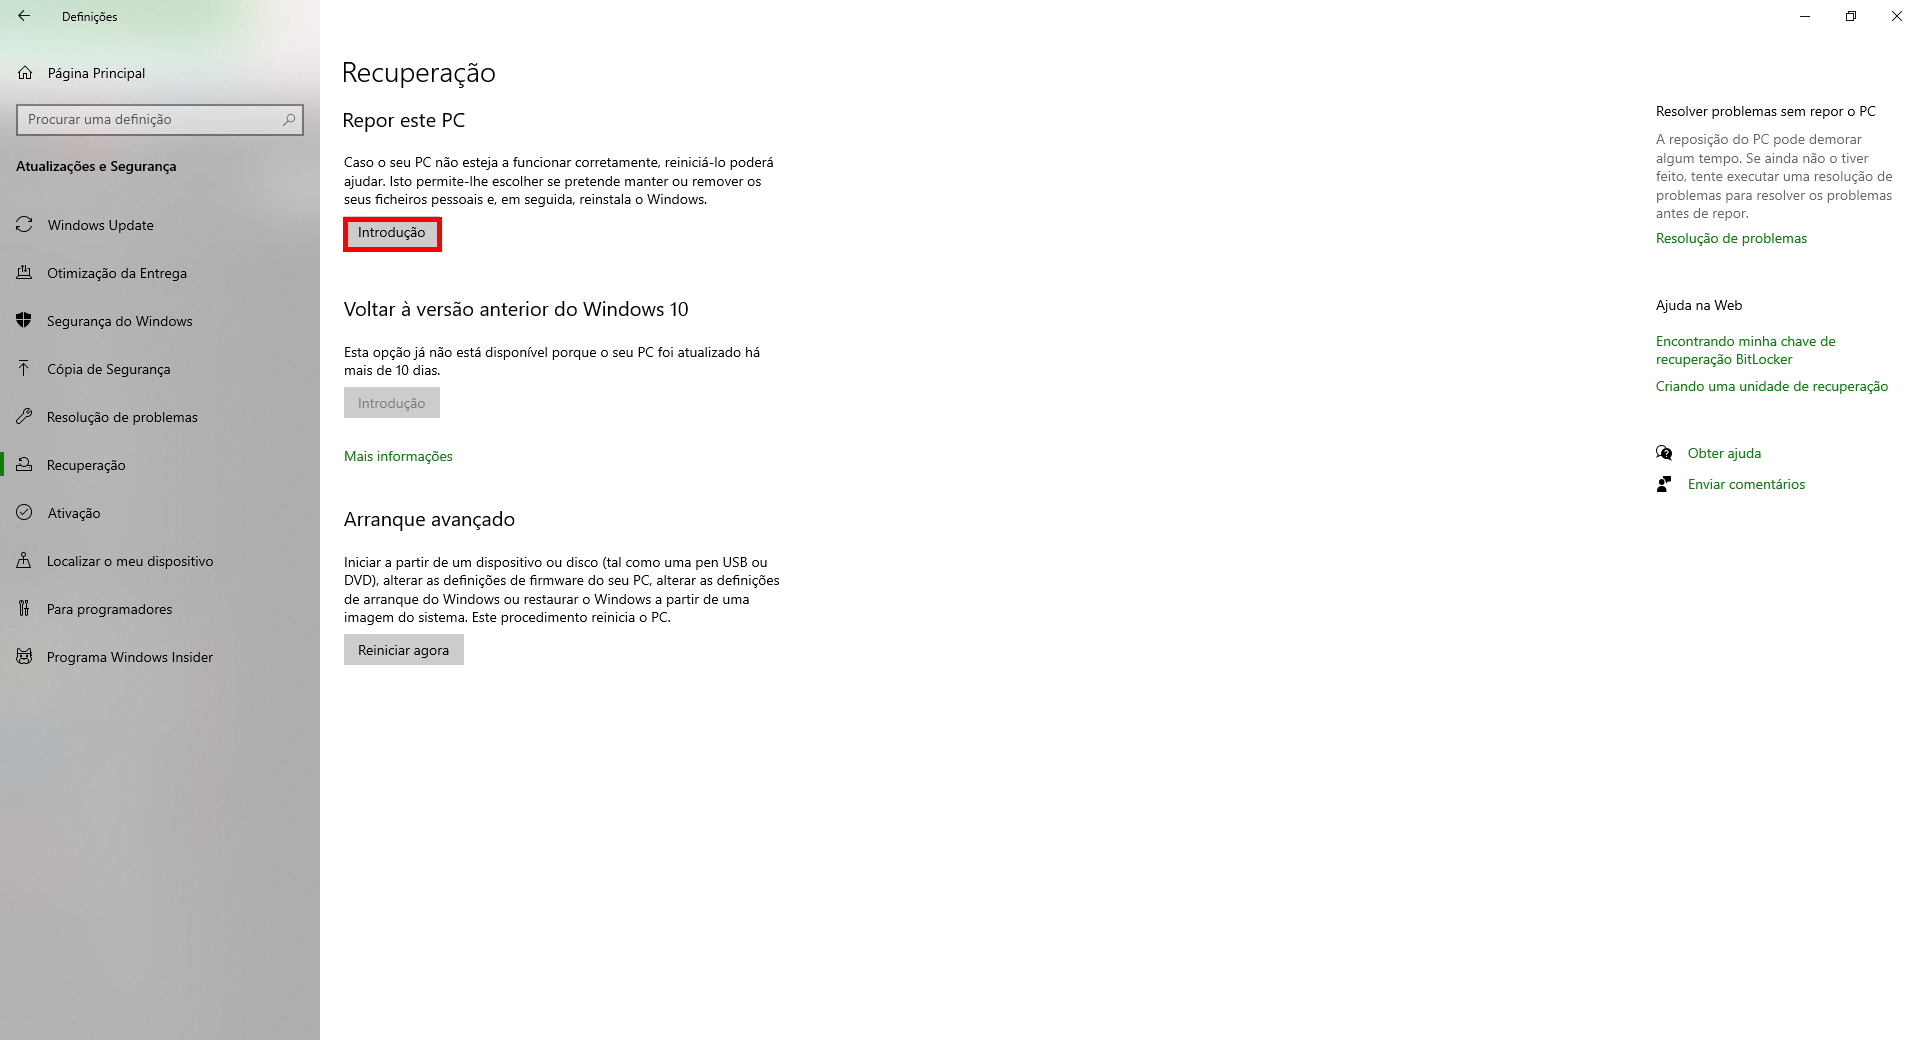 Definições
Página Principal
Procurar uma definição
Atualizações e Segurança
Windows Update
Otimização da Entrega
Segurança do Windows
Cópia de Segurança
Resolução de problemas
Recuperação
Ativação
Localizar o meu dispositivo
Para programadores
Programa Windows Insider
Recuperação
Repor este PC
Caso o seu PC não esteja a funcionar corretamente, reiniciá-lo poderá
ajudar. Isto permite-lhe escolher se pretende manter ou remover os
seus ficheiros pessoais e, em seguida, reinstala o Windows.
Introdução
Voltar à versão anterior do Windows 10
Esta opção já não está disponível porque o seu PC foi atualizado há
mais de 10 dias.
Introdução
Mais informações
Arranque avançado
Iniciar a partir de um dispositivo ou disco (tal como uma pen USB ou
DVD), alterar as definições de firmware do seu PC, alterar as definições
de arranque do Windows ou restaurar o Windows a partir de uma
imagem do sistema. Este procedimento reinicia o PC.
Reiniciar agora
Resolver problemas sem repor o PC
A reposição do PC pode demorar
algum tempo. Se ainda não o tiver
feito, tente executar uma resolução de
problemas para resolver os problemas
antes de repor.
Resolução de problemas
Ajuda na Web
Encontrando minha chave de
recuperação BitLocker
Criando uma unidade de recuperação
Obter ajuda
Enviar comentários